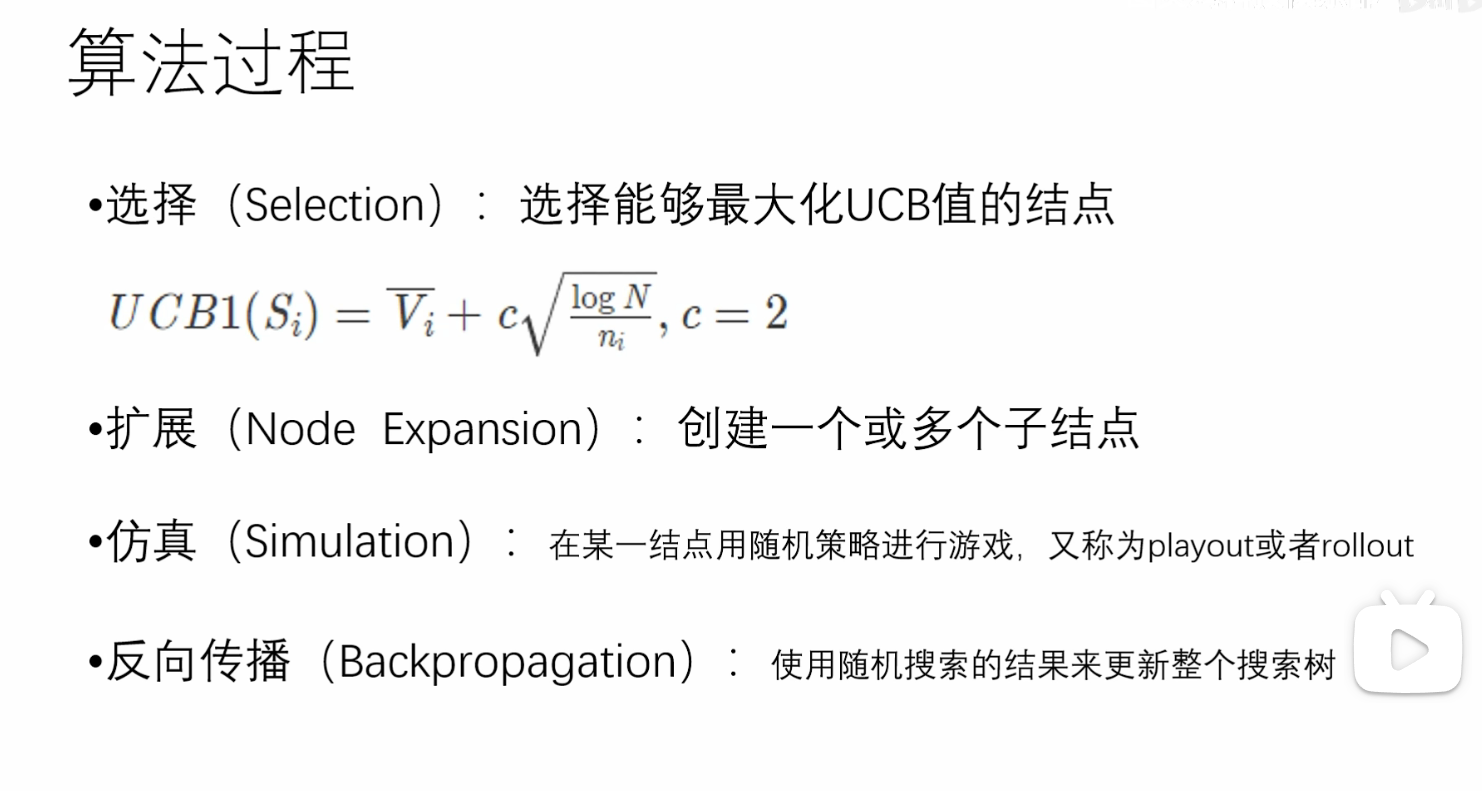 算法过程
•选择（Selection）：选择能够最大化UCB值的结点
UCB1(S_i) = \overline{V_i} + c\sqrt{\frac{\log N}{n_i}}, c = 2
•扩展（Node Expansion）：创建一个或多个子结点
•仿真（Simulation）：在某一结点用随机策略进行游戏，又称为playout或者rollout
•反向传播（Backpropagation）：使用随机搜索的结果来更新整个搜索树